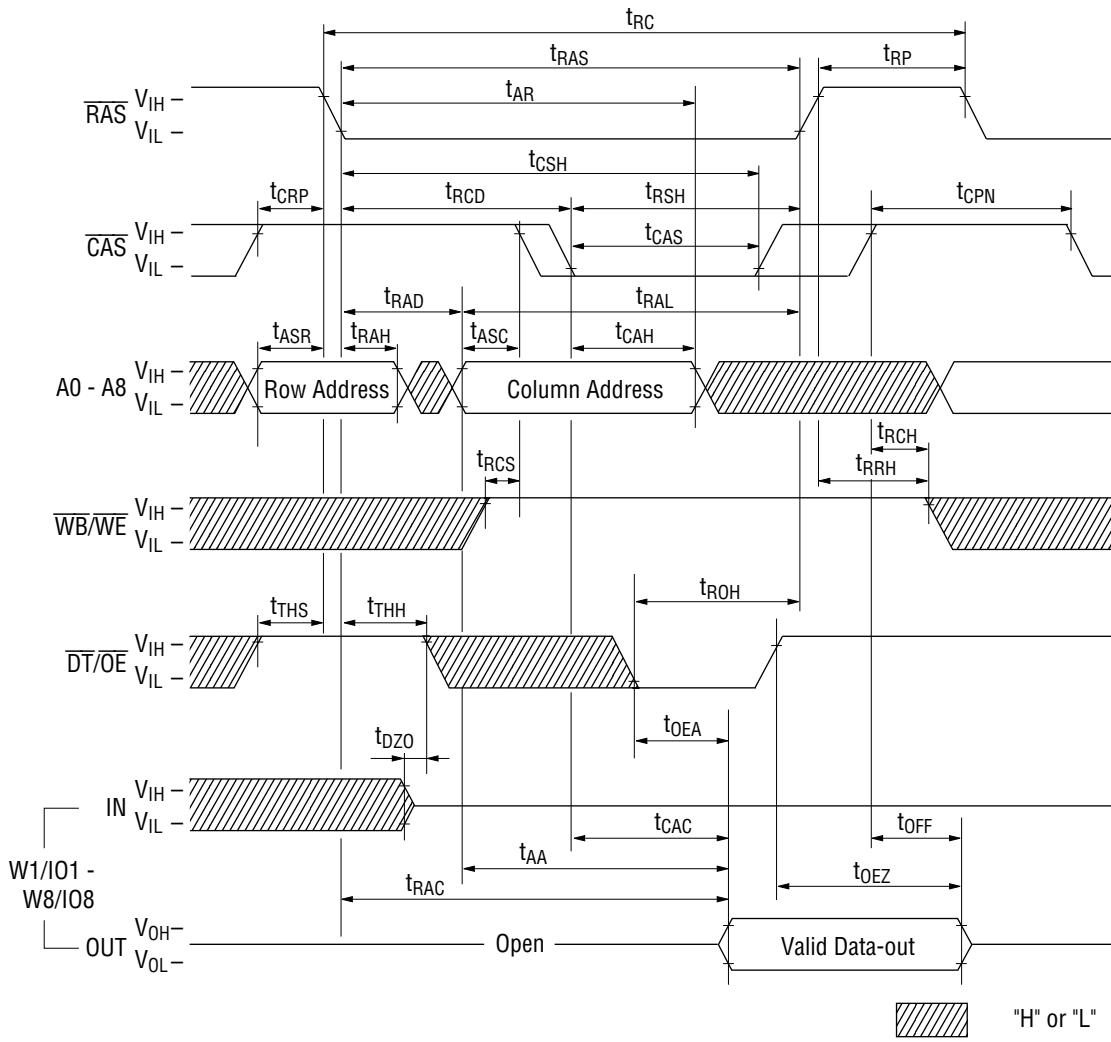 tRC
tRAS
tRP
tAR
RAS
VIH –
VIL –
tCSH
tCRP
tRCD
tRSH
tCPN
CAS
VIH –
VIL –
tCAS
tRAD
tRAL
tASR
tRAH
tASC
tCAH
A0 - A8
VIH –
VIL –
Row Address
Column Address
tRCH
tRCS
tRRH
WB/WE
VIH –
VIL –
tROH
tTHS
tTHH
DT/OE
VIH –
VIL –
tOEA
tDZO
IN
VIH –
VIL –
tCAC
tOFF
tAA
tOEZ
W1/IO1 -
W8/IO8
tRAC
OUT
VOH–
VOL –
Open
Valid Data-out
"H" or "L"